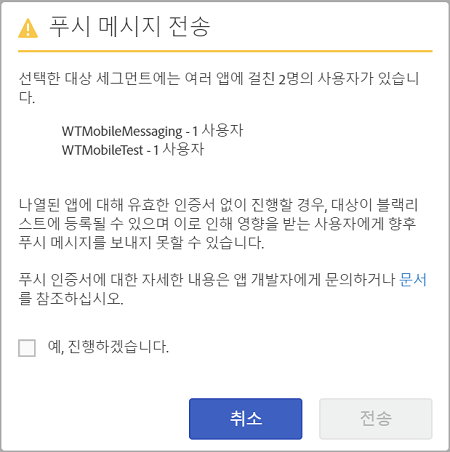 푸시 메시지 전송
선택한 대상 세그먼트에는 여러 앱에 걸친 2명의 사용자가 있습니
다.
WTMobileMessaging - 1 사용자
WTMobileTest - 1 사용자
나열된 앱에 대해 유효한 인증서 없이 진행할 경우, 대상이 블랙리
스트에 등록될 수 있으며 이로 인해 영향을 받는 사용자에게 향후
푸시 메시지를 보내지 못할 수 있습니다.
푸시 인증서에 대한 자세한 내용은 앱 개발자에게 문의하거나 문서
를 참조하십시오.
예, 진행하겠습니다.
취소
전송